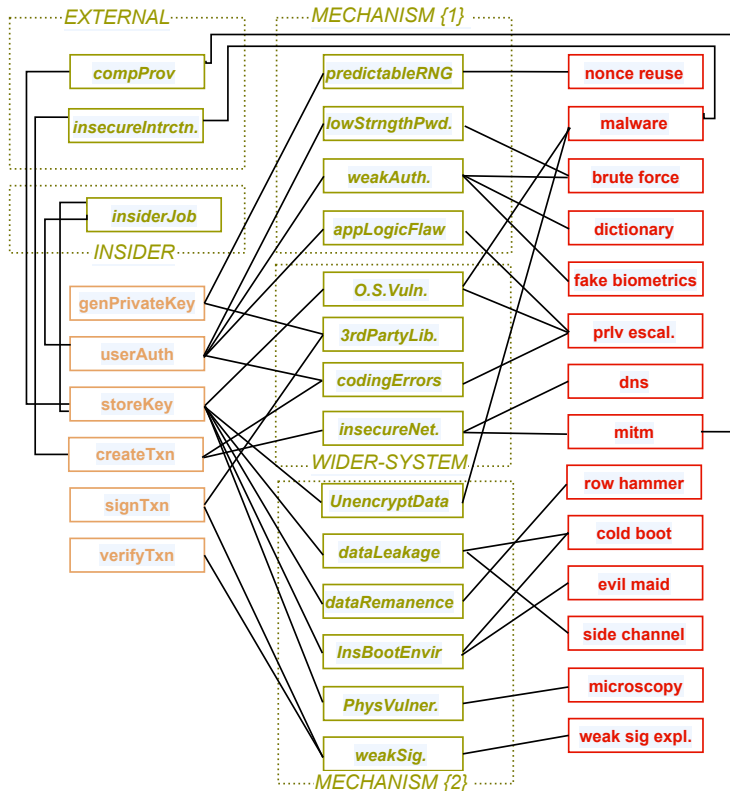 EXTERNAL
compProv
insecureIntrctn.
insiderJob
INSIDER
genPrivateKey
userAuth
storeKey
createTxn
signTxn
verifyTxn
MECHANISM {1}
predictableRNG
lowStrngthPwd.
weakAuth.
appLogicFlaw
O.S.Vuln.
3rdPartyLib.
codingErrors
insecureNet.
WIDER-SYSTEM
UnencryptData
dataLeakage
dataRemanence
InsBootEnvir
PhysVulner.
weakSig.
MECHANISM {2}
nonce reuse
malware
brute force
dictionary
fake biometrics
prlv escal.
dns
mitm
row hammer
cold boot
evil maid
side channel
microscopy
weak sig expl.